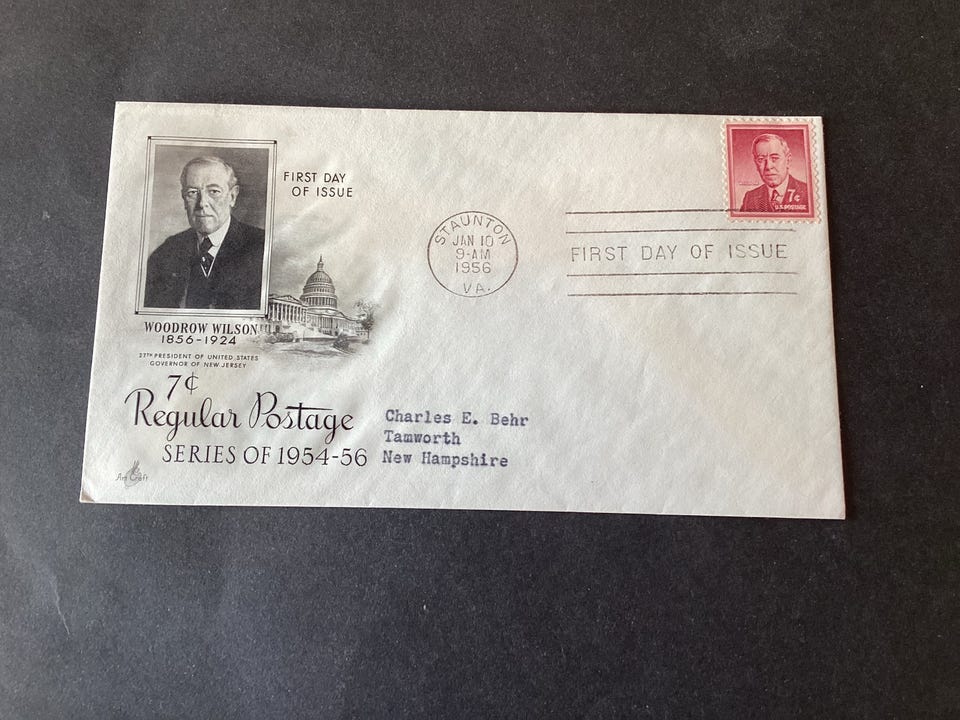 FIRST DAY
OF ISSUE
WOODROW WILSON
1856-1924
27TH PRESIDENT OF UNITED STATES
GOVERNOR OF NEW JERSEY
7¢
Regular Postage
SERIES OF 1954-56
Art Craft
STAUNTON
JAN 10
9-AM
1956
VA.
FIRST DAY OF ISSUE
7¢
U.S. POSTAGE
Charles E. Behr
Tamworth
New Hampshire